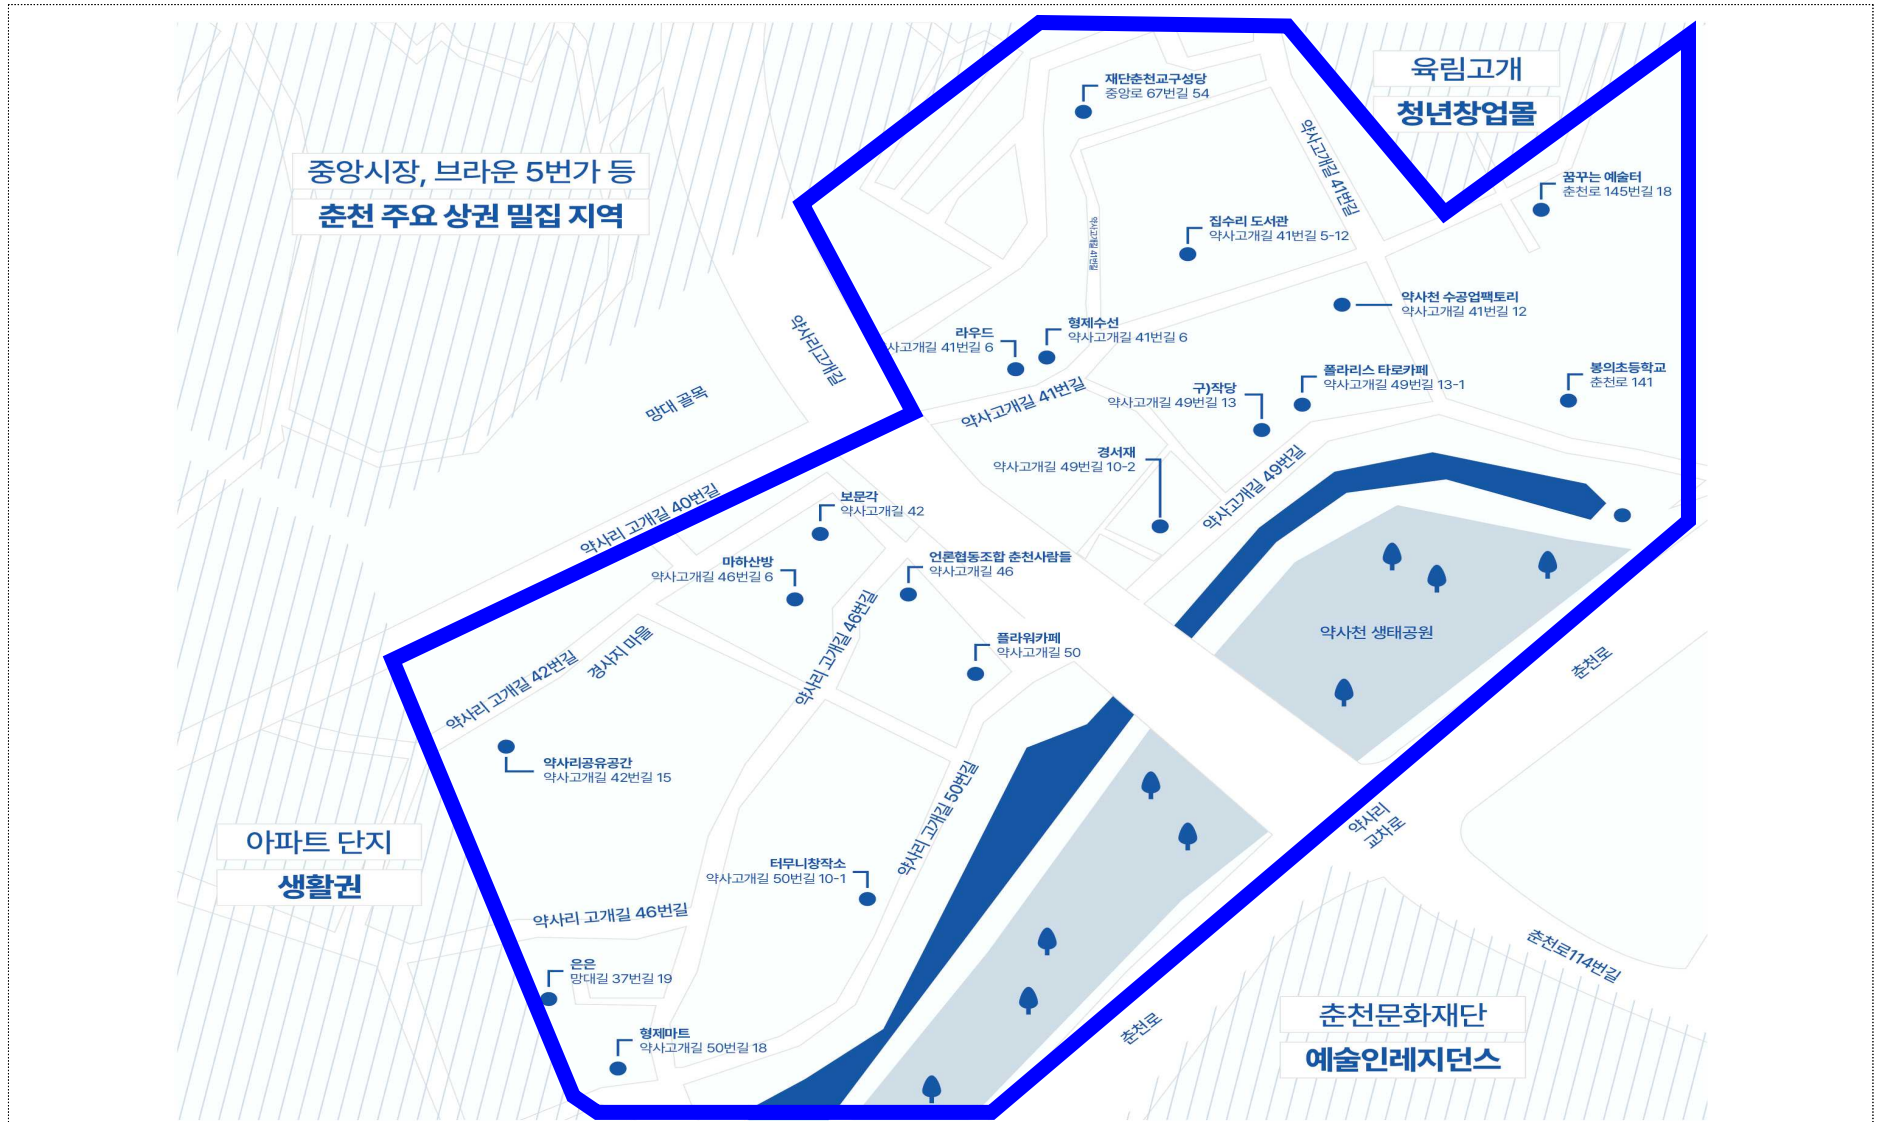 육림고개
청년창업몰
재단춘천교구성당
중앙로 67번길 54
약사고개길 41번길
중앙시장, 브라운 5번가 등
춘천 주요 상권 밀집 지역
꿈꾸는 예술터
춘천로 145번길 18
집수리 도서관
약사고개길 41번길 5-12
약사고개길 41번길
약사천 수공업팩토리
약사고개길 41번길 12
형제수선
약사고개길 41번길 6
라우드
사고개길 41번길 6
약사리고개길
망대 골목
약사고개길 41번길
폴라리스 타로카페
약사고개길 49번길 13-1
구)작당
약사고개길 49번길 13
봉의초등학교
춘천로 141
경서재
약사고개길 49번길 10-2
약사고개길 49번길
약사리 고개길 40번길
보문각
약사고개길 42
마하산방
약사고개길 46번길 6
언론협동조합 춘천사람들
약사고개길 46
약사리 고개길 46번길
플라워카페
약사고개길 50
약사천 생태공원
춘천로
약사리 고개길 42번길
경사지 마을
약사리공유공간
약사고개길 42번길 15
아파트 단지
생활권
약사리
교차로
약사리 고개길 50번길
터무니창작소
약사고개길 50번길 10-1
약사리 고개길 46번길
은은
망대길 37번길 19
형제마트
약사고개길 50번길 18
춘천로
춘천로114번길
춘천문화재단
예술인레지던스